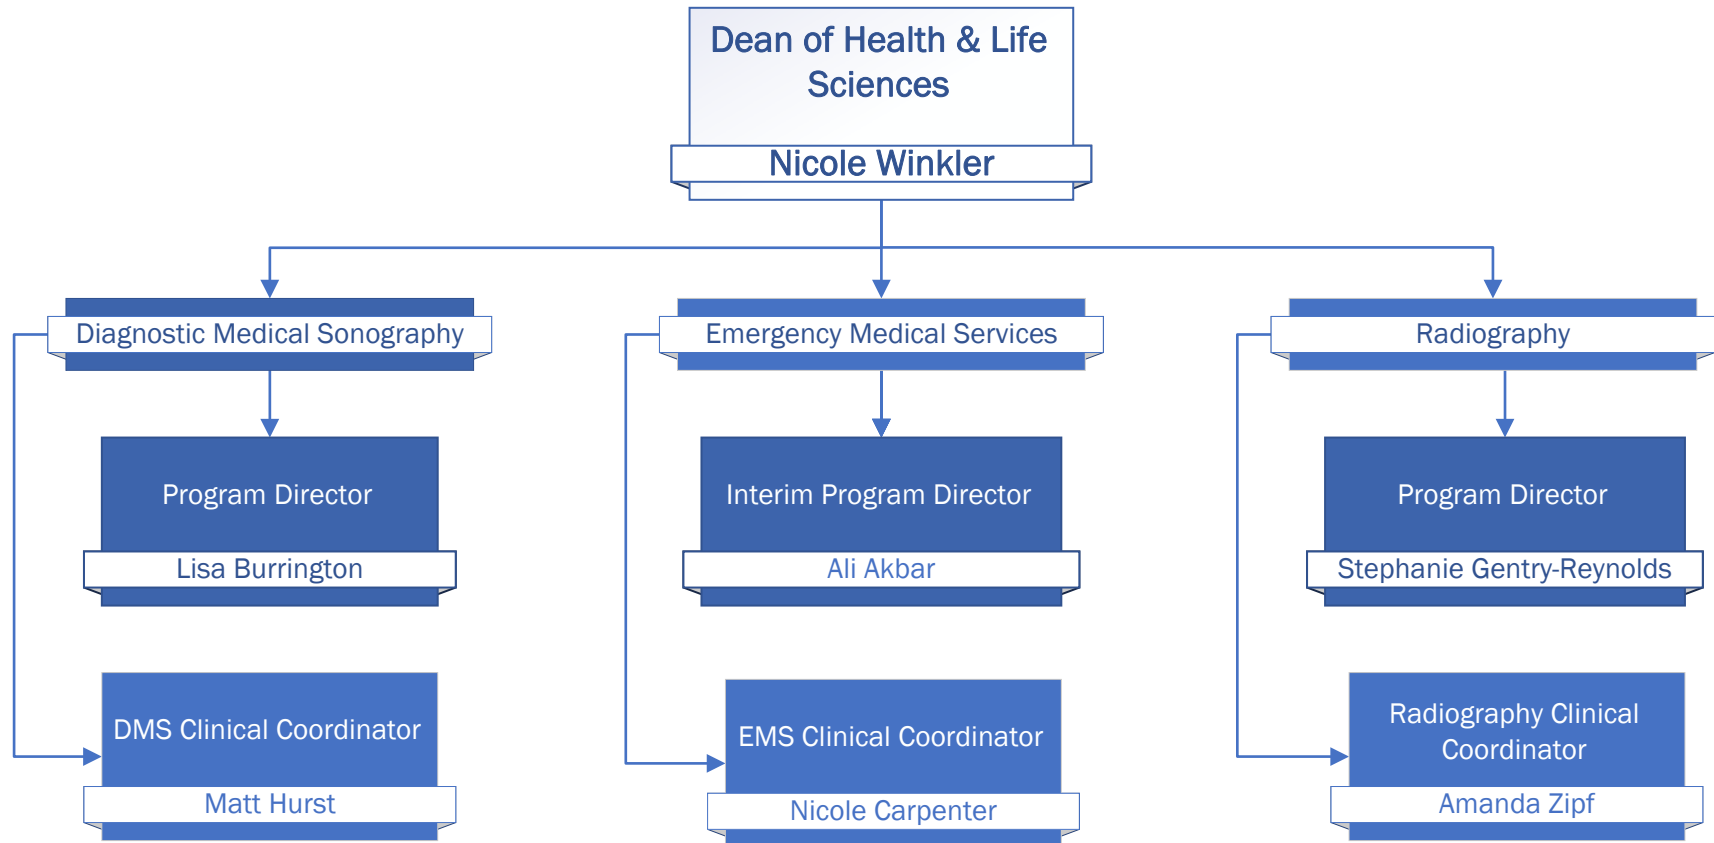 Dean of Health & Life
Sciences
Nicole Winkler
Diagnostic Medical Sonography
Emergency Medical Services
Radiography
Program Director
Lisa Burrington
Interim Program Director
Ali Akbar
Program Director
Stephanie Gentry-Reynolds
DMS Clinical Coordinator
Matt Hurst
EMS Clinical Coordinator
Nicole Carpenter
Radiography Clinical
Coordinator
Amanda Zipf